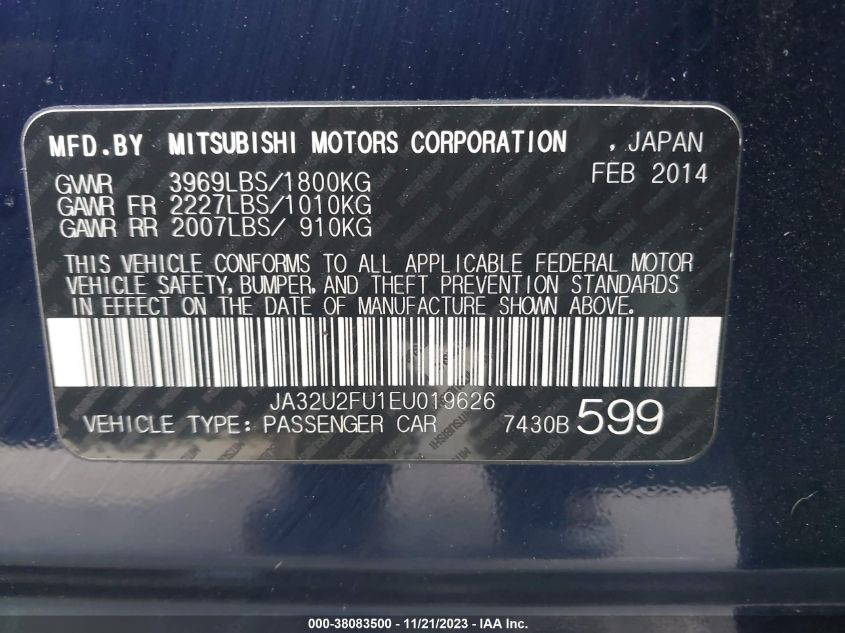 MFD.BY MITSUBISHI MOTORS CORPORATION , JAPAN
FEB 2014
GVWR 3969LBS/1800KG
GAWR FR 2227LBS/1010KG
GAWR RR 2007LBS/ 910KG
THIS VEHICLE CONFORMS TO ALL APPLICABLE FEDERAL MOTOR
VEHICLE SAFETY, BUMPER, AND THEFT PREVENTION STANDARDS
IN EFFECT ON THE DATE OF MANUFACTURE SHOWN ABOVE.
JA32U2FU1EU019626
VEHICLE TYPE: PASSENGER CAR 7430B 599
000-38083500 - 11/21/2023 - IAA Inc.